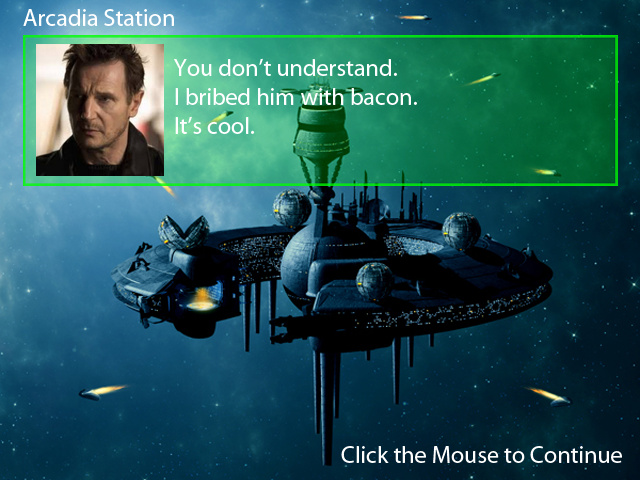 Arcadia Station
You don’t understand.
I bribed him with bacon.
It’s cool.
Click the Mouse to Continue